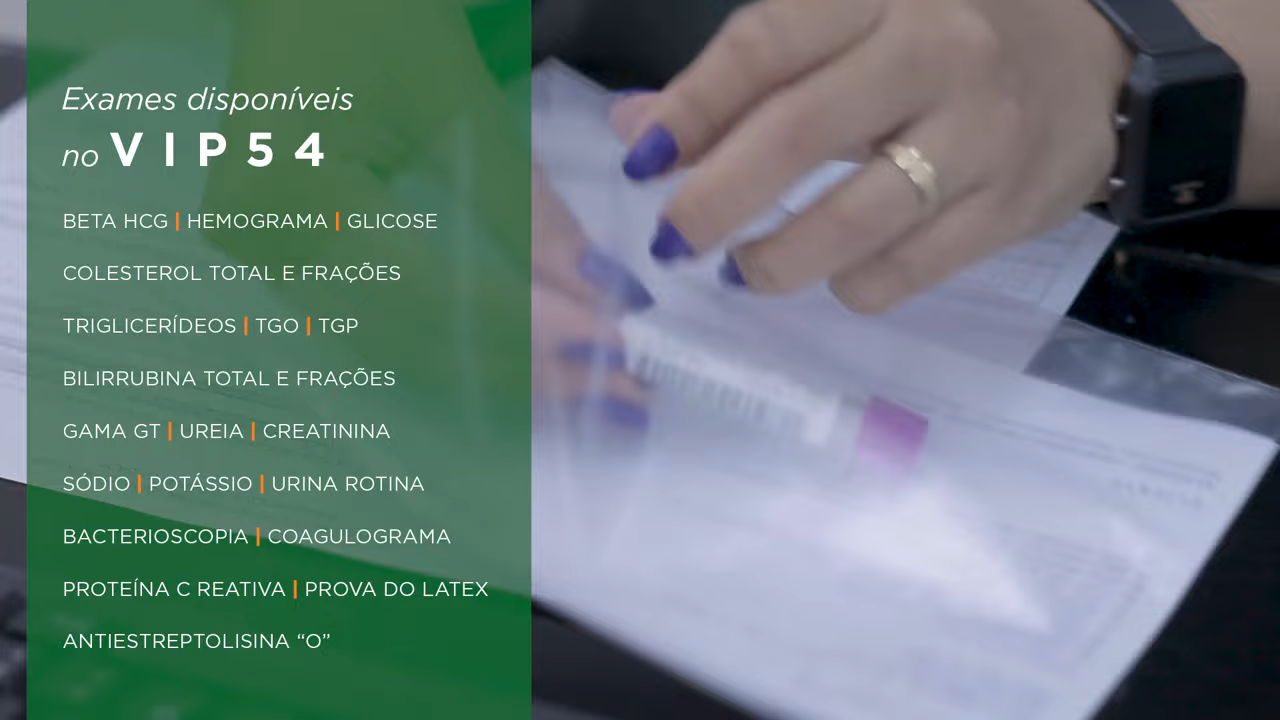 Exames disponíveis
no VIP54
BETA HCG | HEMOGRAMA | GLICOSE
COLESTEROL TOTAL E FRAÇÕES
TRIGLICERÍDEOS | TGO | TGP
BILIRRUBINA TOTAL E FRAÇÕES
GAMA GT | UREIA | CREATININA
SÓDIO | POTÁSSIO | URINA ROTINA
BACTERIOSCOPIA | COAGULOGRAMA
PROTEÍNA C REATIVA | PROVA DO LATEX
ANTIESTREPTOLISINA “O”